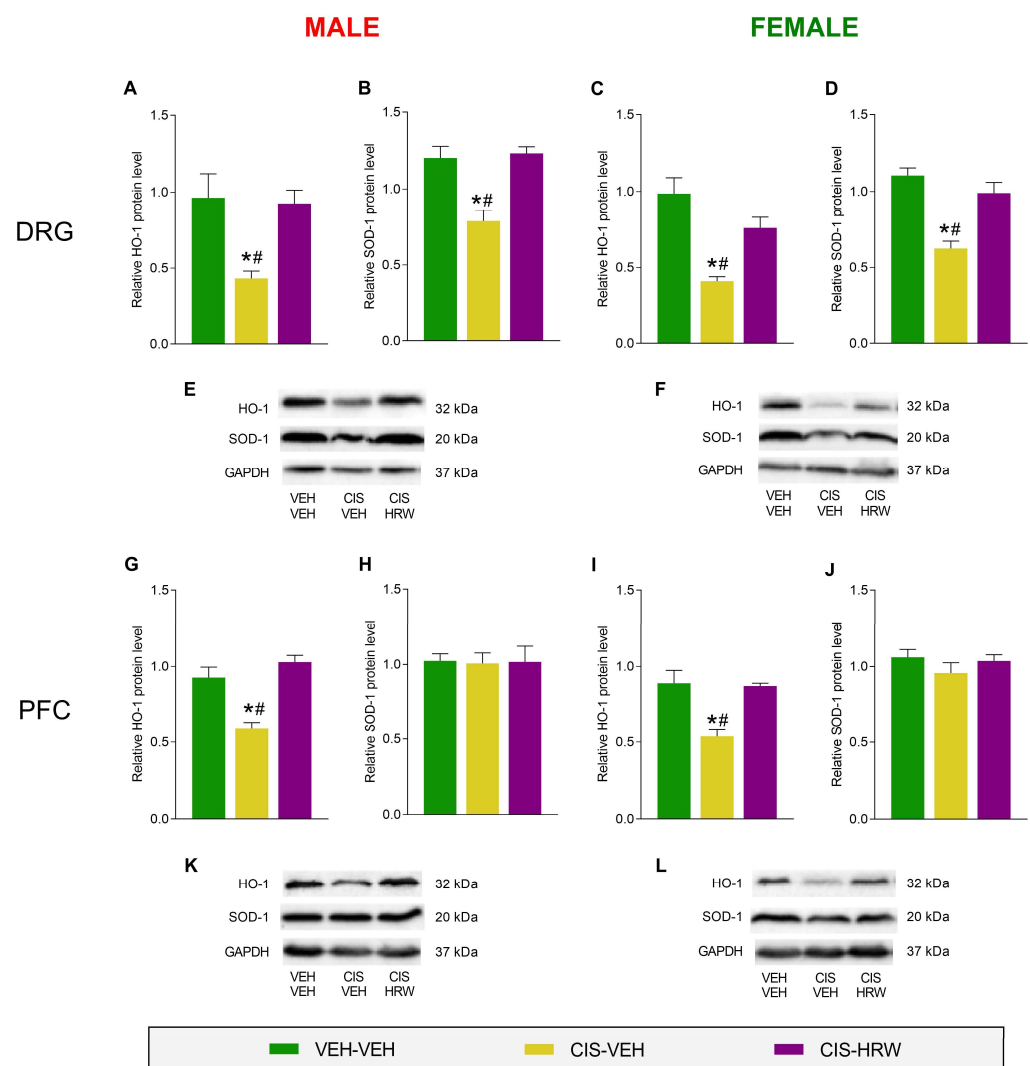 MALE
FEMALE
DRG
A
Relative HO-1 protein level
1.5
1.0
0.5
0.0
*#
B
Relative SOD-1 protein level
1.5
1.0
0.5
0.0
*#
C
Relative HO-1 protein level
1.5
1.0
0.5
0.0
*#
D
Relative SOD-1 protein level
1.5
1.0
0.5
0.0
*#
E
HO-1 32 kDa
SOD-1 20 kDa
GAPDH 37 kDa
VEH CIS CIS
VEH VEH HRW
F
HO-1 32 kDa
SOD-1 20 kDa
GAPDH 37 kDa
VEH CIS CIS
VEH VEH HRW
PFC
G
Relative HO-1 protein level
1.5
1.0
0.5
0.0
*#
H
Relative SOD-1 protein level
1.5
1.0
0.5
0.0
I
Relative HO-1 protein level
1.5
1.0
0.5
0.0
*#
J
Relative SOD-1 protein level
1.5
1.0
0.5
0.0
K
HO-1 32 kDa
SOD-1 20 kDa
GAPDH 37 kDa
VEH CIS CIS
VEH VEH HRW
L
HO-1 32 kDa
SOD-1 20 kDa
GAPDH 37 kDa
VEH CIS CIS
VEH VEH HRW
VEH-VEH CIS-VEH CIS-HRW